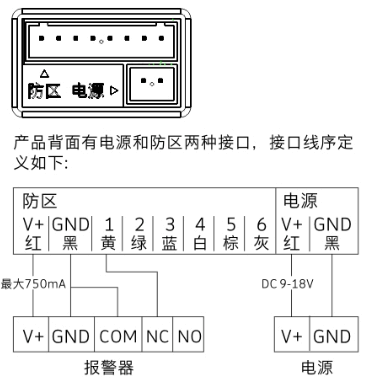 防区 电源
产品背面有电源和防区两种接口，接口线序定
义如下:
防区 电源
V+ GND 1 2 3 4 5 6 V+ GND
红 黑 黄 绿 蓝 白 棕 灰 红 黑
最大750mA DC 9-18V
V+ GND COM NC NO V+ GND
报警器 电源